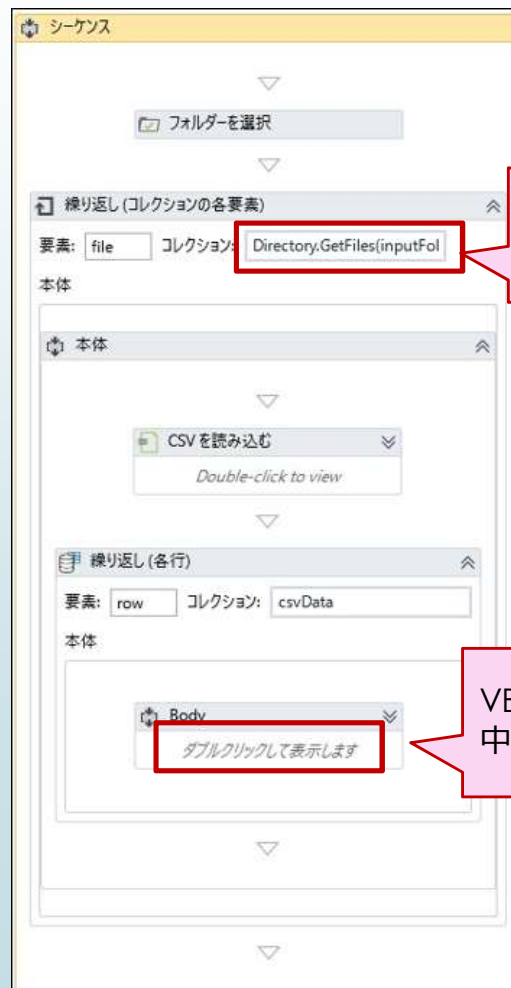 シーケンス
フォルダーを選択
繰り返し (コレクションの各要素)
要素: file コレクション: Directory.GetFiles(inputFol
本体
本体
CSV を読み込む
Double-click to view
繰り返し (各行)
要素: row コレクション: csvData
本体
Body
ダブルクリックして表示します
中